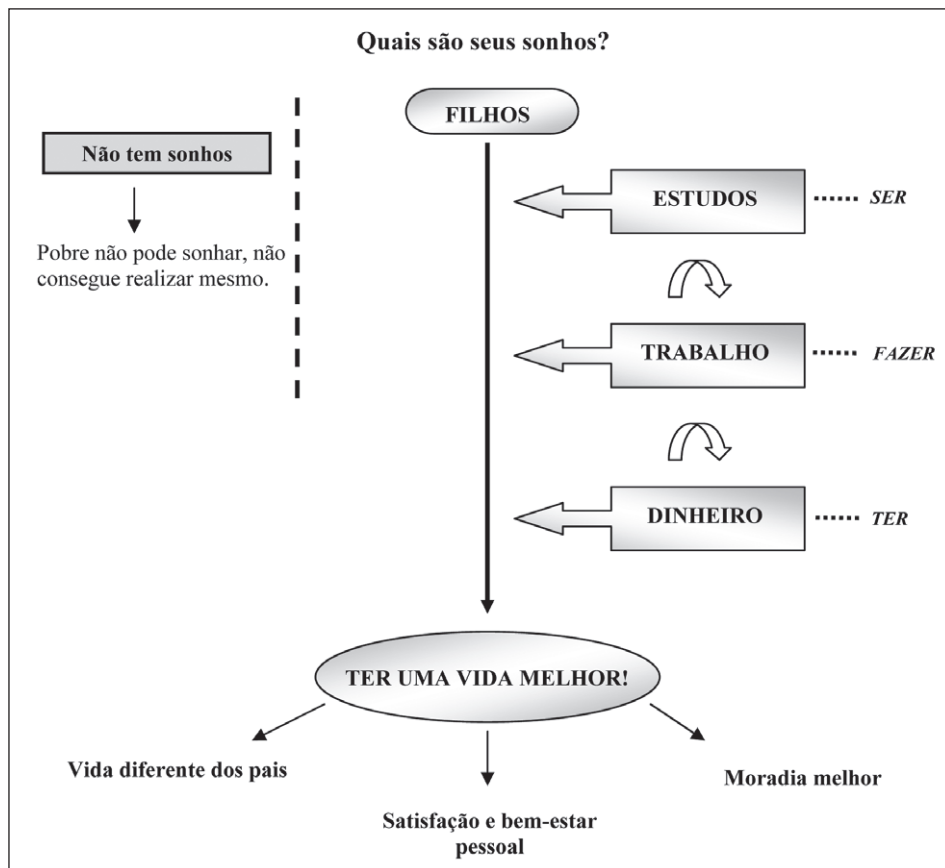 Quais são seus sonhos?
FILHOS
Não tem sonhos
Pobre não pode sonhar, não
consegue realizar mesmo.
ESTUDOS
SER
TRABALHO
FAZER
DINHEIRO
TER
TER UMA VIDA MELHOR!
Vida diferente dos pais
Satisfação e bem-estar
pessoal
Moradia melhor